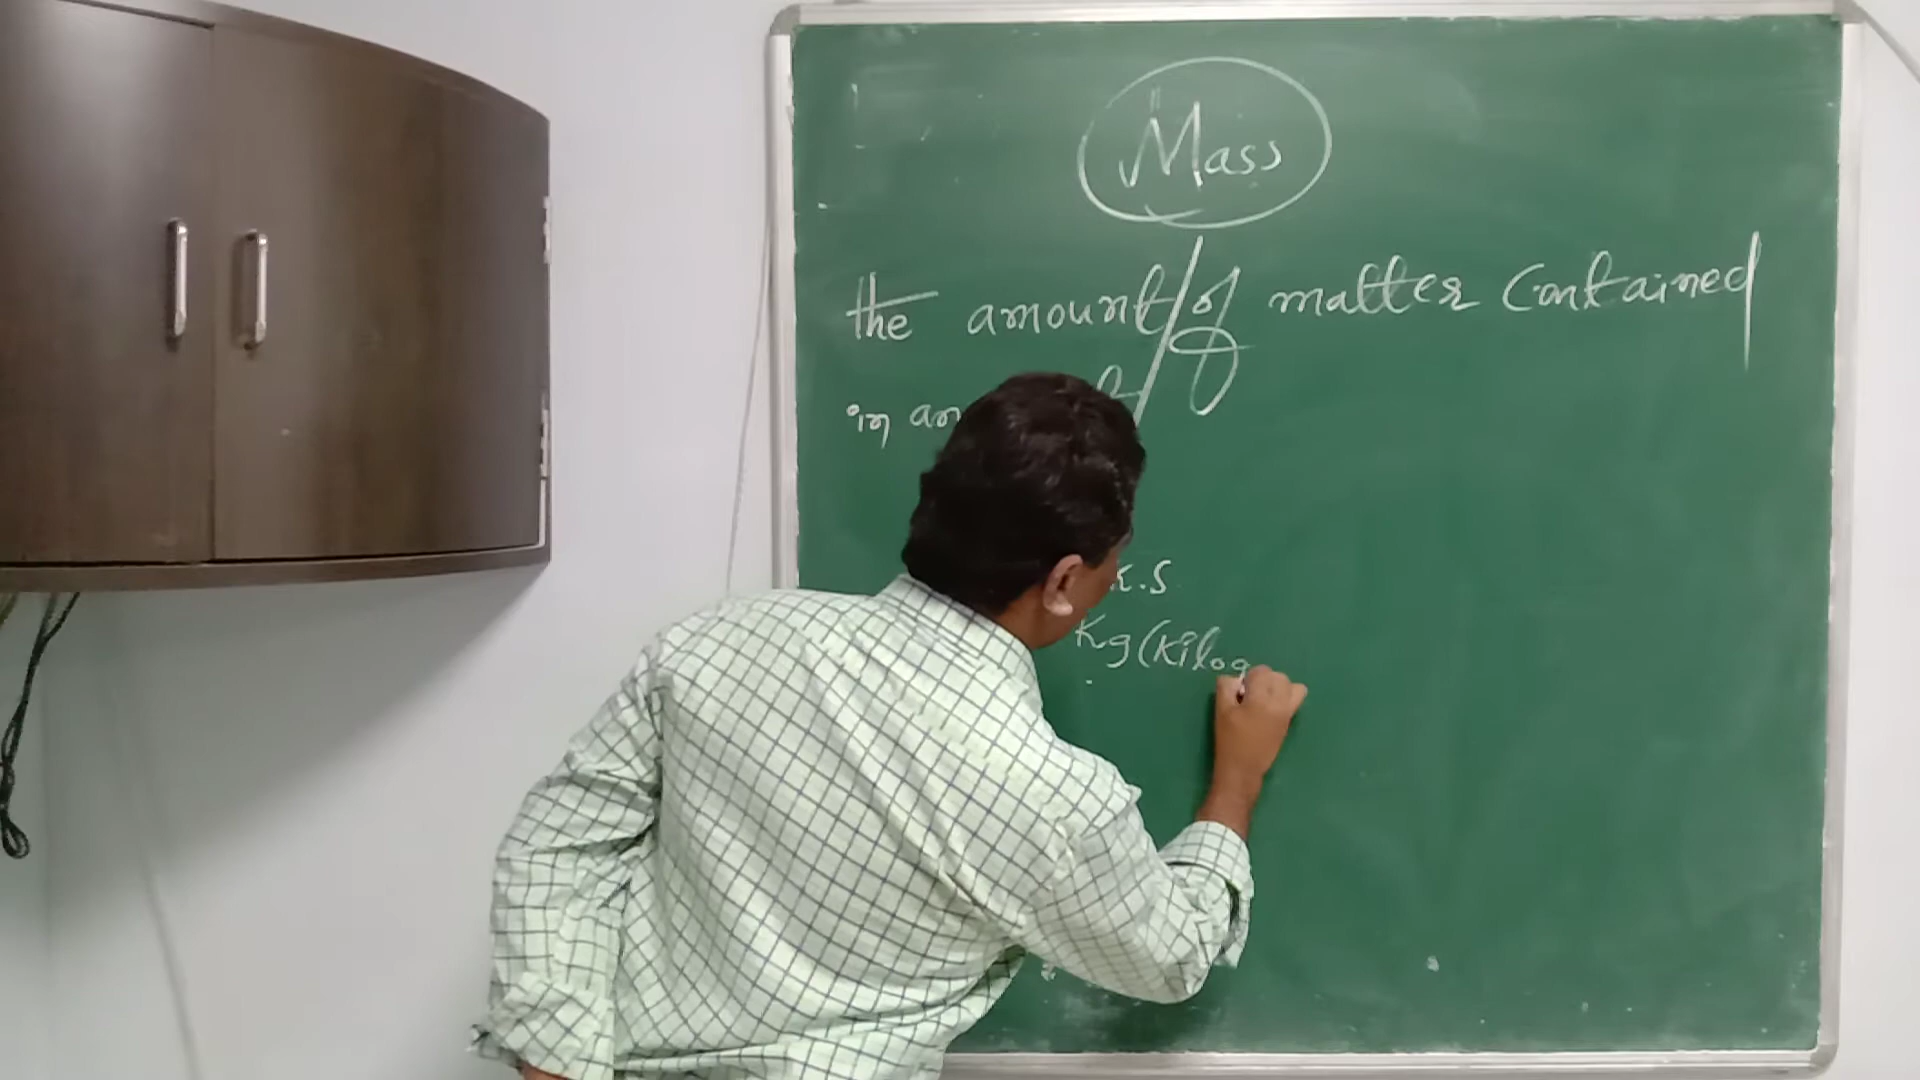 Mass
the amount of matter contained
in an
K.S
Kg (Kilog